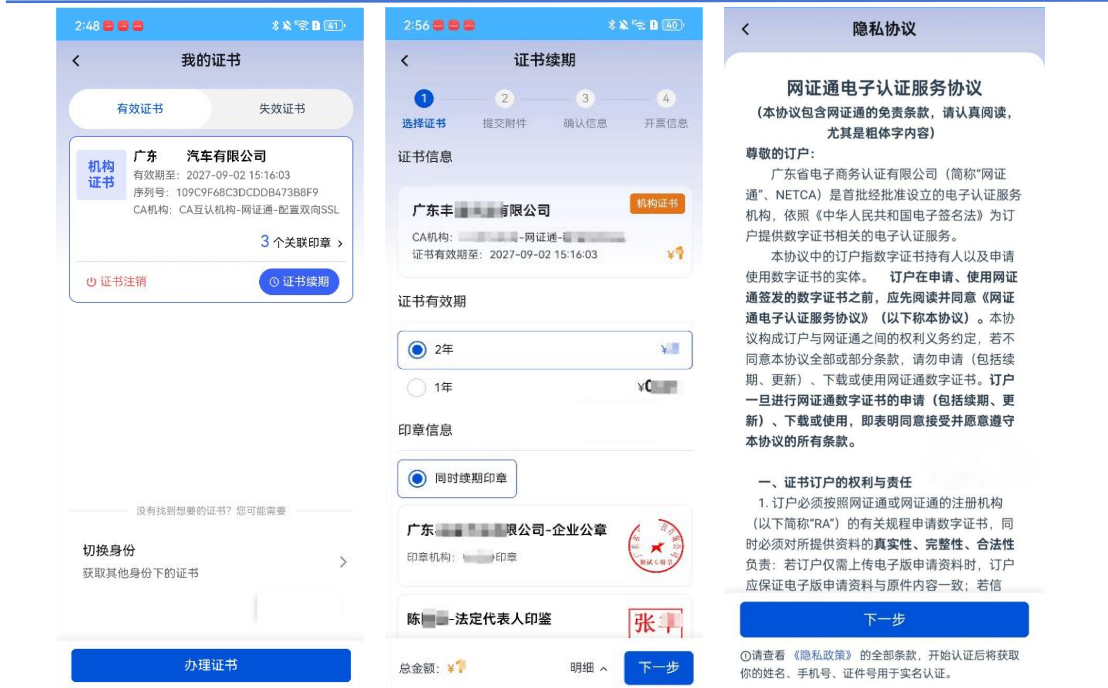 2:48
41
我的证书
有效证书
失效证书
机构
证书
广东 汽车有限公司
有效期至：2027-09-02 15:16:03
序列号：109C9F68C3DCDDB473B8F9
CA机构：CA互认机构-网证通-配置双向SSL
3 个关联印章
证书注销
证书续期
没有找到想要的证书？您可能需要
切换身份
获取其他身份下的证书
办理证书
2:56
40
证书续期
1
2
3
4
选择证书
提交附件
确认信息
开票信息
证书信息
广东丰 有限公司
机构证书
CA机构： -网证通-
证书有效期至：2027-09-02 15:16:03
¥
证书有效期
2年
¥
1年
¥0
印章信息
同时续期印章
广东 限公司-企业公章
印章机构： 印章
陈 -法定代表人印鉴
张
总金额：¥
明细
下一步
隐私协议
网证通电子认证服务协议
（本协议包含网证通的免责条款，请认真阅读，
尤其是粗体字内容）
尊敬的订户：
广东省电子商务认证有限公司（简称“网证
通”、NETCA）是首批经批准设立的电子认证服务
机构，依照《中华人民共和国电子签名法》为订
户提供数字证书相关的电子认证服务。
本协议中的订户指数字证书持有人以及申请
使用数字证书的实体。 订户在申请、使用网证
通签发的数字证书之前，应先阅读并同意《网证
通电子认证服务协议》（以下称本协议）。本协
议构成订户与网证通之间的权利义务约定，若不
同意本协议全部或部分条款，请勿申请（包括续
期、更新）、下载或使用网证通数字证书。订户
一旦进行网证通数字证书的申请（包括续期、更
新）、下载或使用，即表明同意接受并愿意遵守
本协议的所有条款。
一、证书订户的权利与责任
1. 订户必须按照网证通或网证通的注册机构
（以下简称“RA”）的有关规程申请数字证书，同
时必须对所提供资料的真实性、完整性、合法性
负责：若订户仅需上传电子版申请资料时，订户
应保证电子版申请资料与原件内容一致；若信
下一步
请查看 《隐私政策》 的全部条款，开始认证后将获取
你的姓名、手机号、证件号用于实名认证。